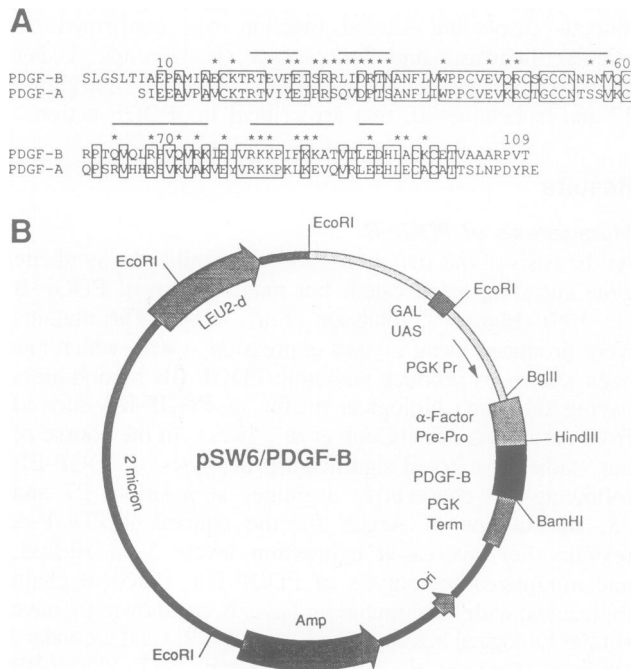 A
10 60
PDGF-B SLGSLTIAEPAMIAECKTRTEVFEISRRLIDRTNANFLVWPPCVEVQRCSGCCNNRNVQC
PDGF-A SIEEAVPAVCKTRTVIYEISRSQVDPTSANFLIWPPCVEVKRCTGCCNTSSVKC
70 109
PDGF-B RPTQVQLRPVQVRKIEIVRKKPIFKKATVTLEDHLACKCETVAAARPVT
PDGF-A QPSRVHHRSVKVAKVEYVRKKPKLKEVQVRLEEHLECACATTSLNPDYRE
B
EcoRI
EcoRI
LEU2-d
EcoRI
GAL
UAS
PGK Pr
BglII
α-Factor
Pre-Pro
HindIII
pSW6/PDGF-B
PDGF-B
2 micron
PGK
Term
BamHI
Ori
Amp
EcoRI